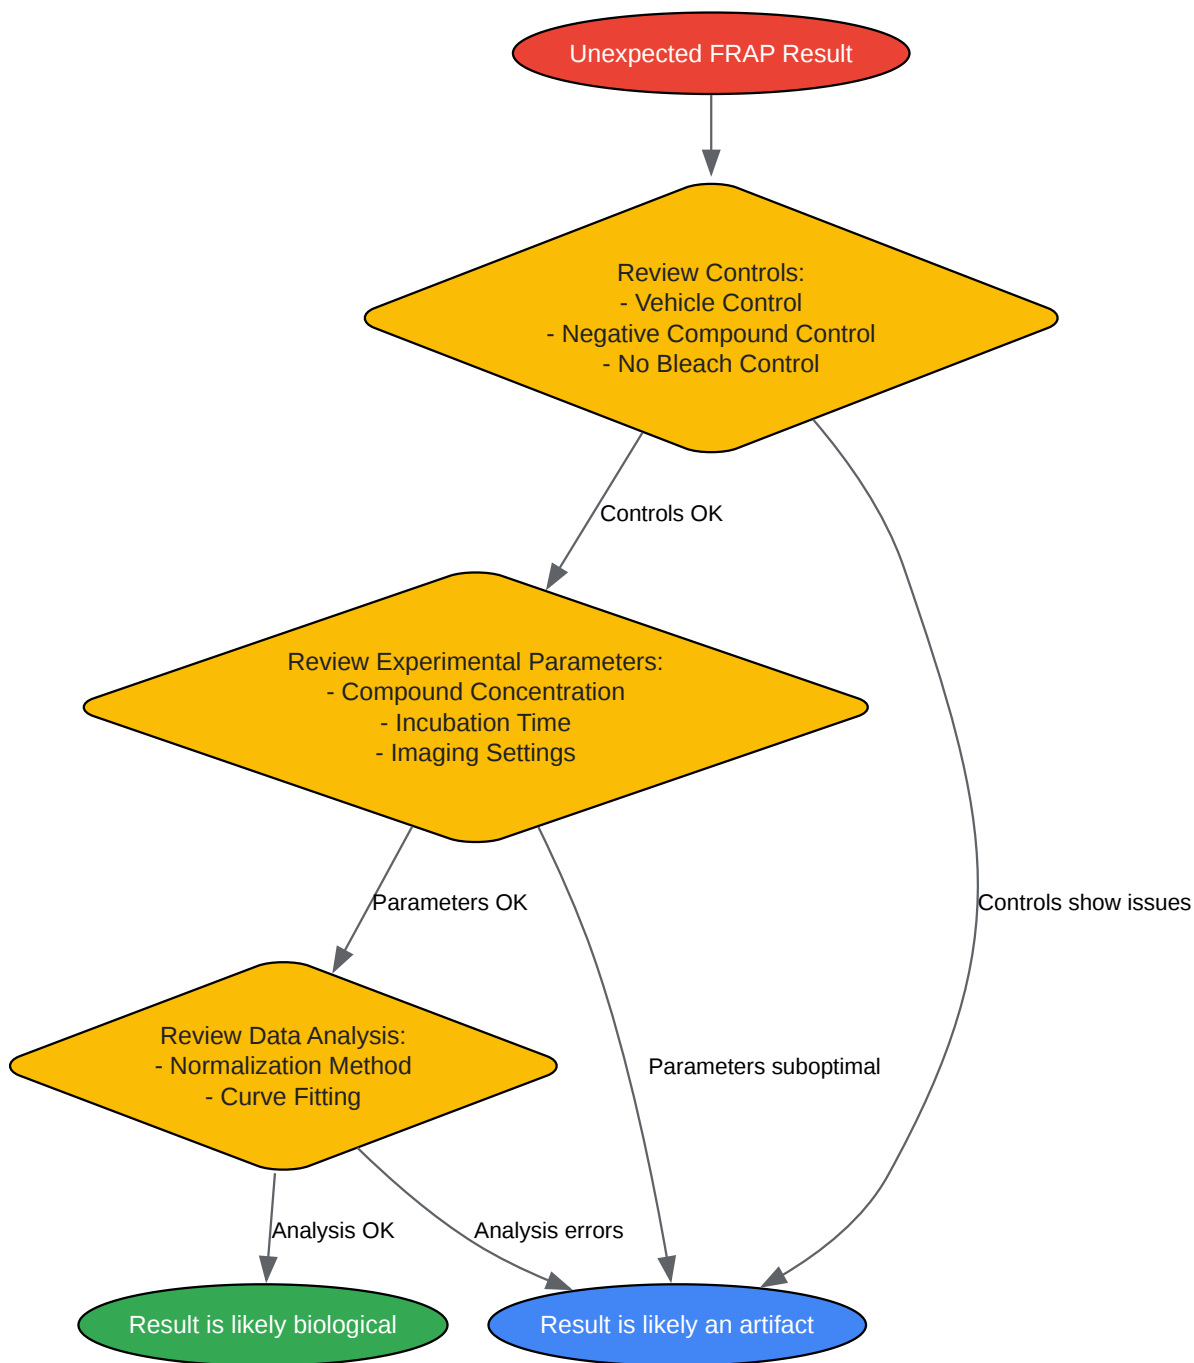 Unexpected FRAP Result
Review Controls:
- Vehicle Control
- Negative Compound Control
- No Bleach Control
Controls OK
Review Experimental Parameters:
- Compound Concentration
- Incubation Time
- Imaging Settings
Parameters OK
Controls show issues
Review Data Analysis:
- Normalization Method
- Curve Fitting
Parameters suboptimal
Analysis OK
Analysis errors
Result is likely biological
Result is likely an artifact